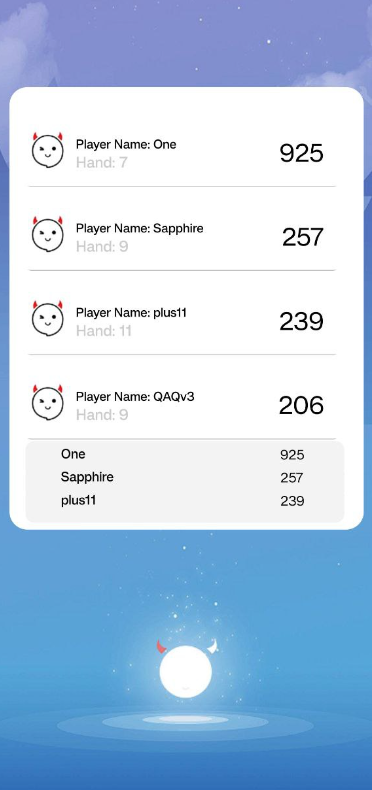 Player Name: One
Hand: 7
925
Player Name: Sapphire
Hand: 9
257
Player Name: plus11
Hand: 11
239
Player Name: QAQv3
Hand: 9
206
One 925
Sapphire 257
plus11 239